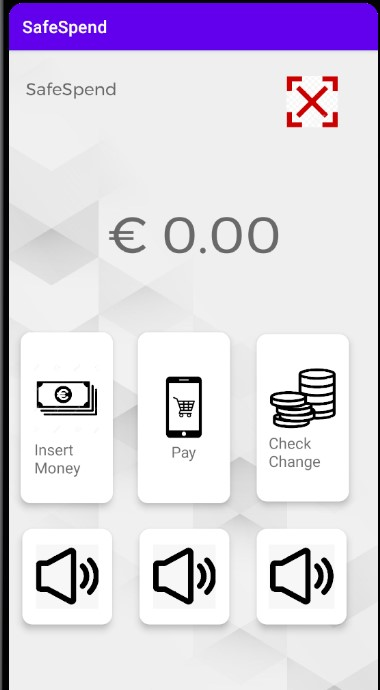 SafeSpend
SafeSpend
€ 0.00
Insert
Money
Pay
Check
Change